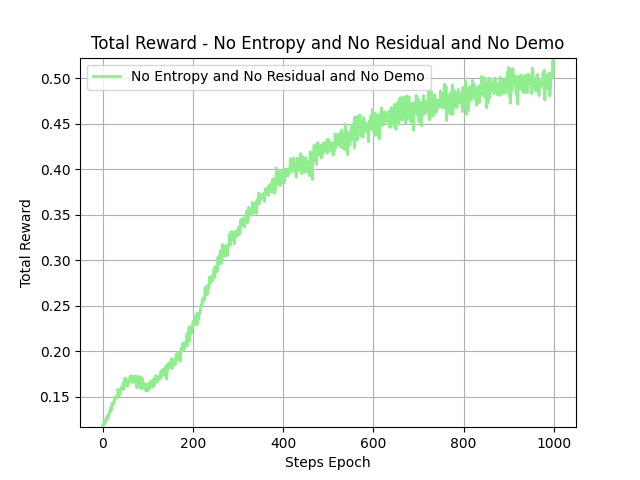 Total Reward - No Entropy and No Residual and No Demo
No Entropy and No Residual and No Demo
0.50
0.45
0.40
0.35
0.30
0.25
0.20
0.15
Total Reward
0 200 400 600 800 1000
Steps Epoch